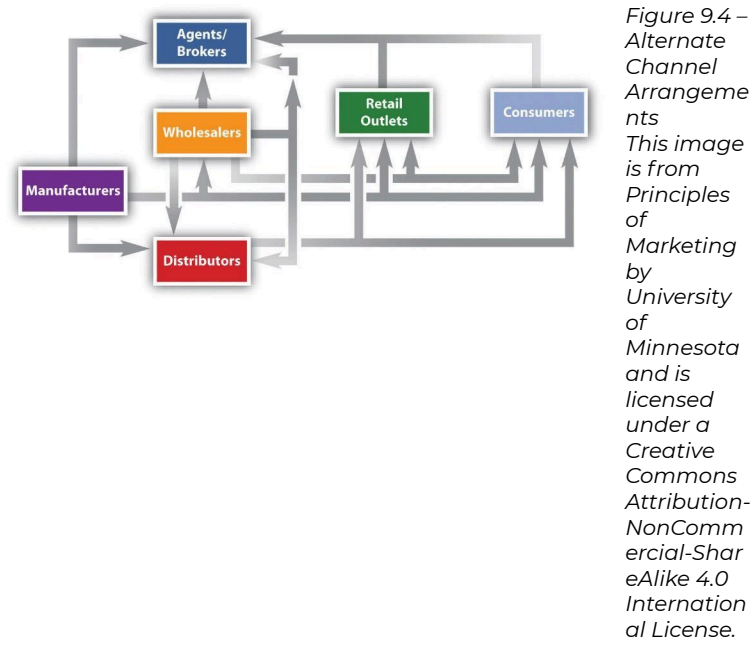 Agents/
Brokers
Wholesalers
Retail
Outlets
Consumers
Manufacturers
Distributors
Figure 9.4 –
Alternate
Channel
Arrangeme
nts
This image
is from
Principles
of
Marketing
by
University
of
Minnesota
and is
licensed
under a
Creative
Commons
Attribution-
NonComm
ercial-Shar
eAlike 4.0
Internation
al License.